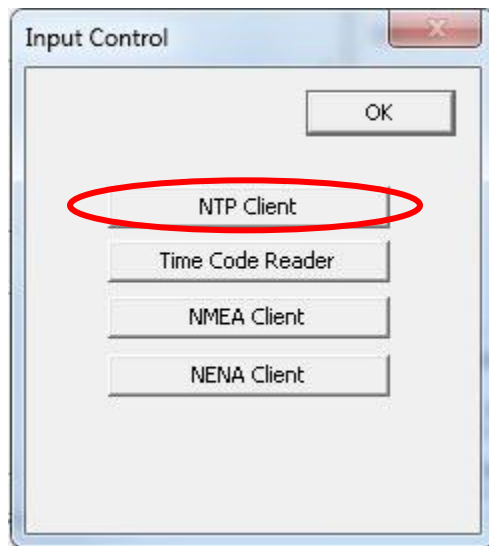 Input Control
OK
NTP Client
Time Code Reader
NMEA Client
NENA Client